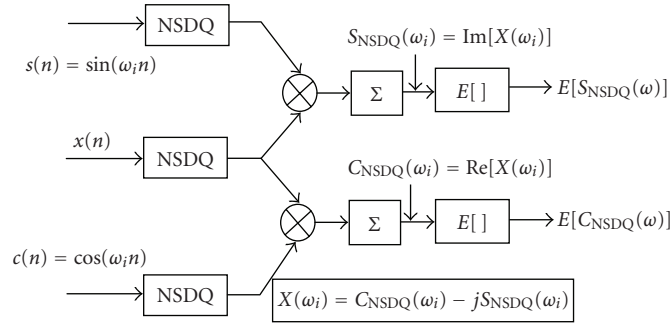 NSDQ
s(n) = sin(ω_i n)
S_NSDQ(ω_i) = Im[X(ω_i)]
Σ
E[ ]
E[S_NSDQ(ω)]
x(n)
NSDQ
C_NSDQ(ω_i) = Re[X(ω_i)]
Σ
E[ ]
E[C_NSDQ(ω)]
c(n) = cos(ω_i n)
NSDQ
X(ω_i) = C_NSDQ(ω_i) − jS_NSDQ(ω_i)